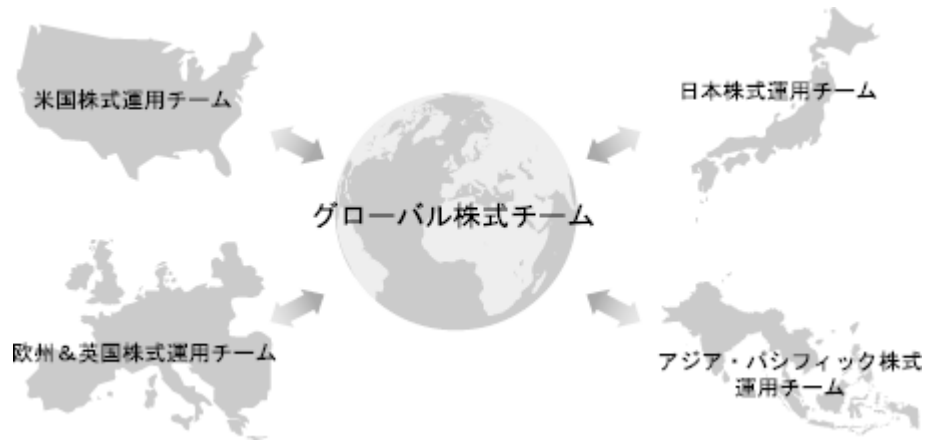 米国株式運用チーム
日本株式運用チーム
グローバル株式チーム
欧州&英国株式運用チーム
アジア・パシフィック株式
運用チーム